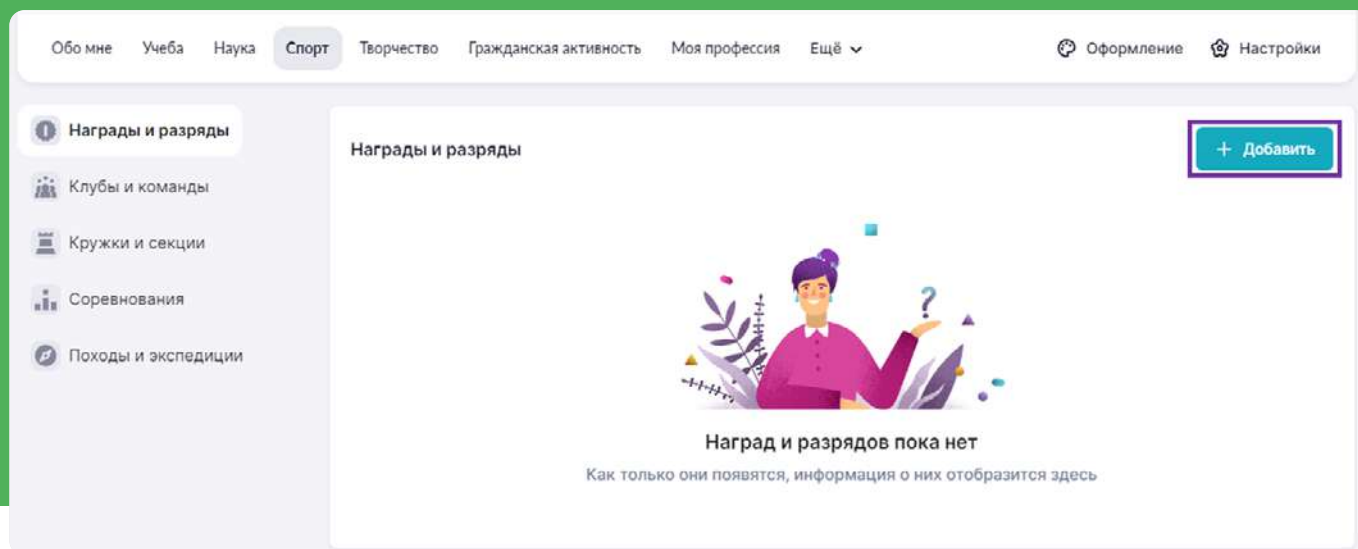 Обо мне Учеба Наука Спорт Творчество Гражданская активность Моя профессия Ещё Оформление Настройки
Награды и разряды
Клубы и команды
Кружки и секции
Соревнования
Походы и экспедиции
Награды и разряды
+ Добавить
Наград и разрядов пока нет
Как только они появятся, информация о них отобразится здесь